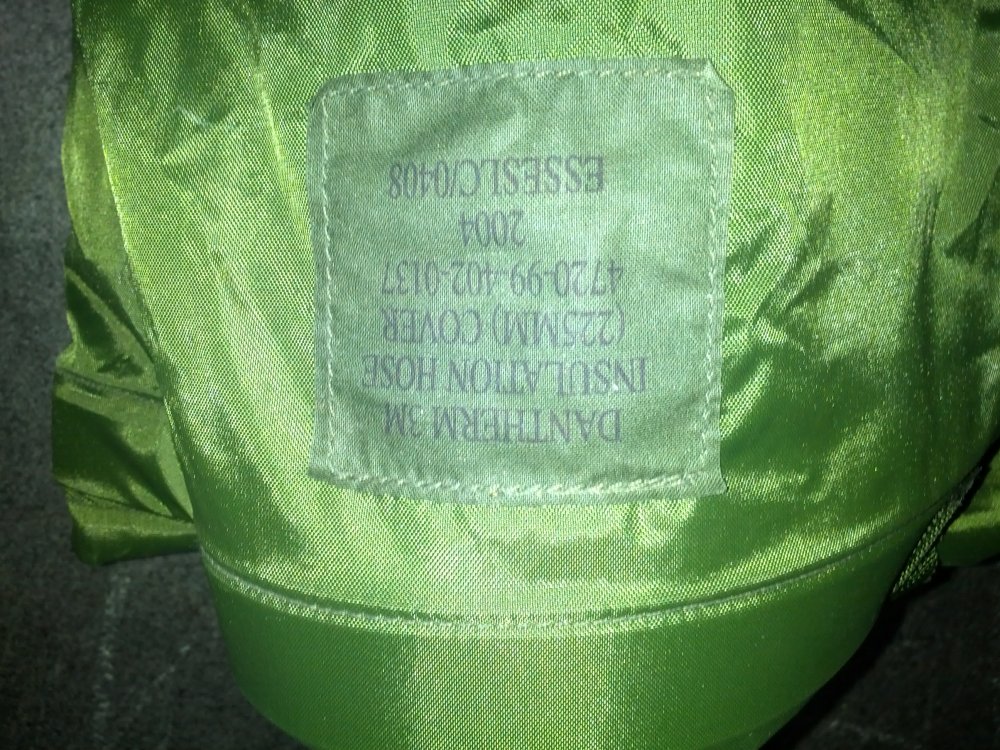 DANTHERM 3M
INSULATION HOSE
(225MM) COVER
4720-99-402-0137
2004
ESSESLC/0408